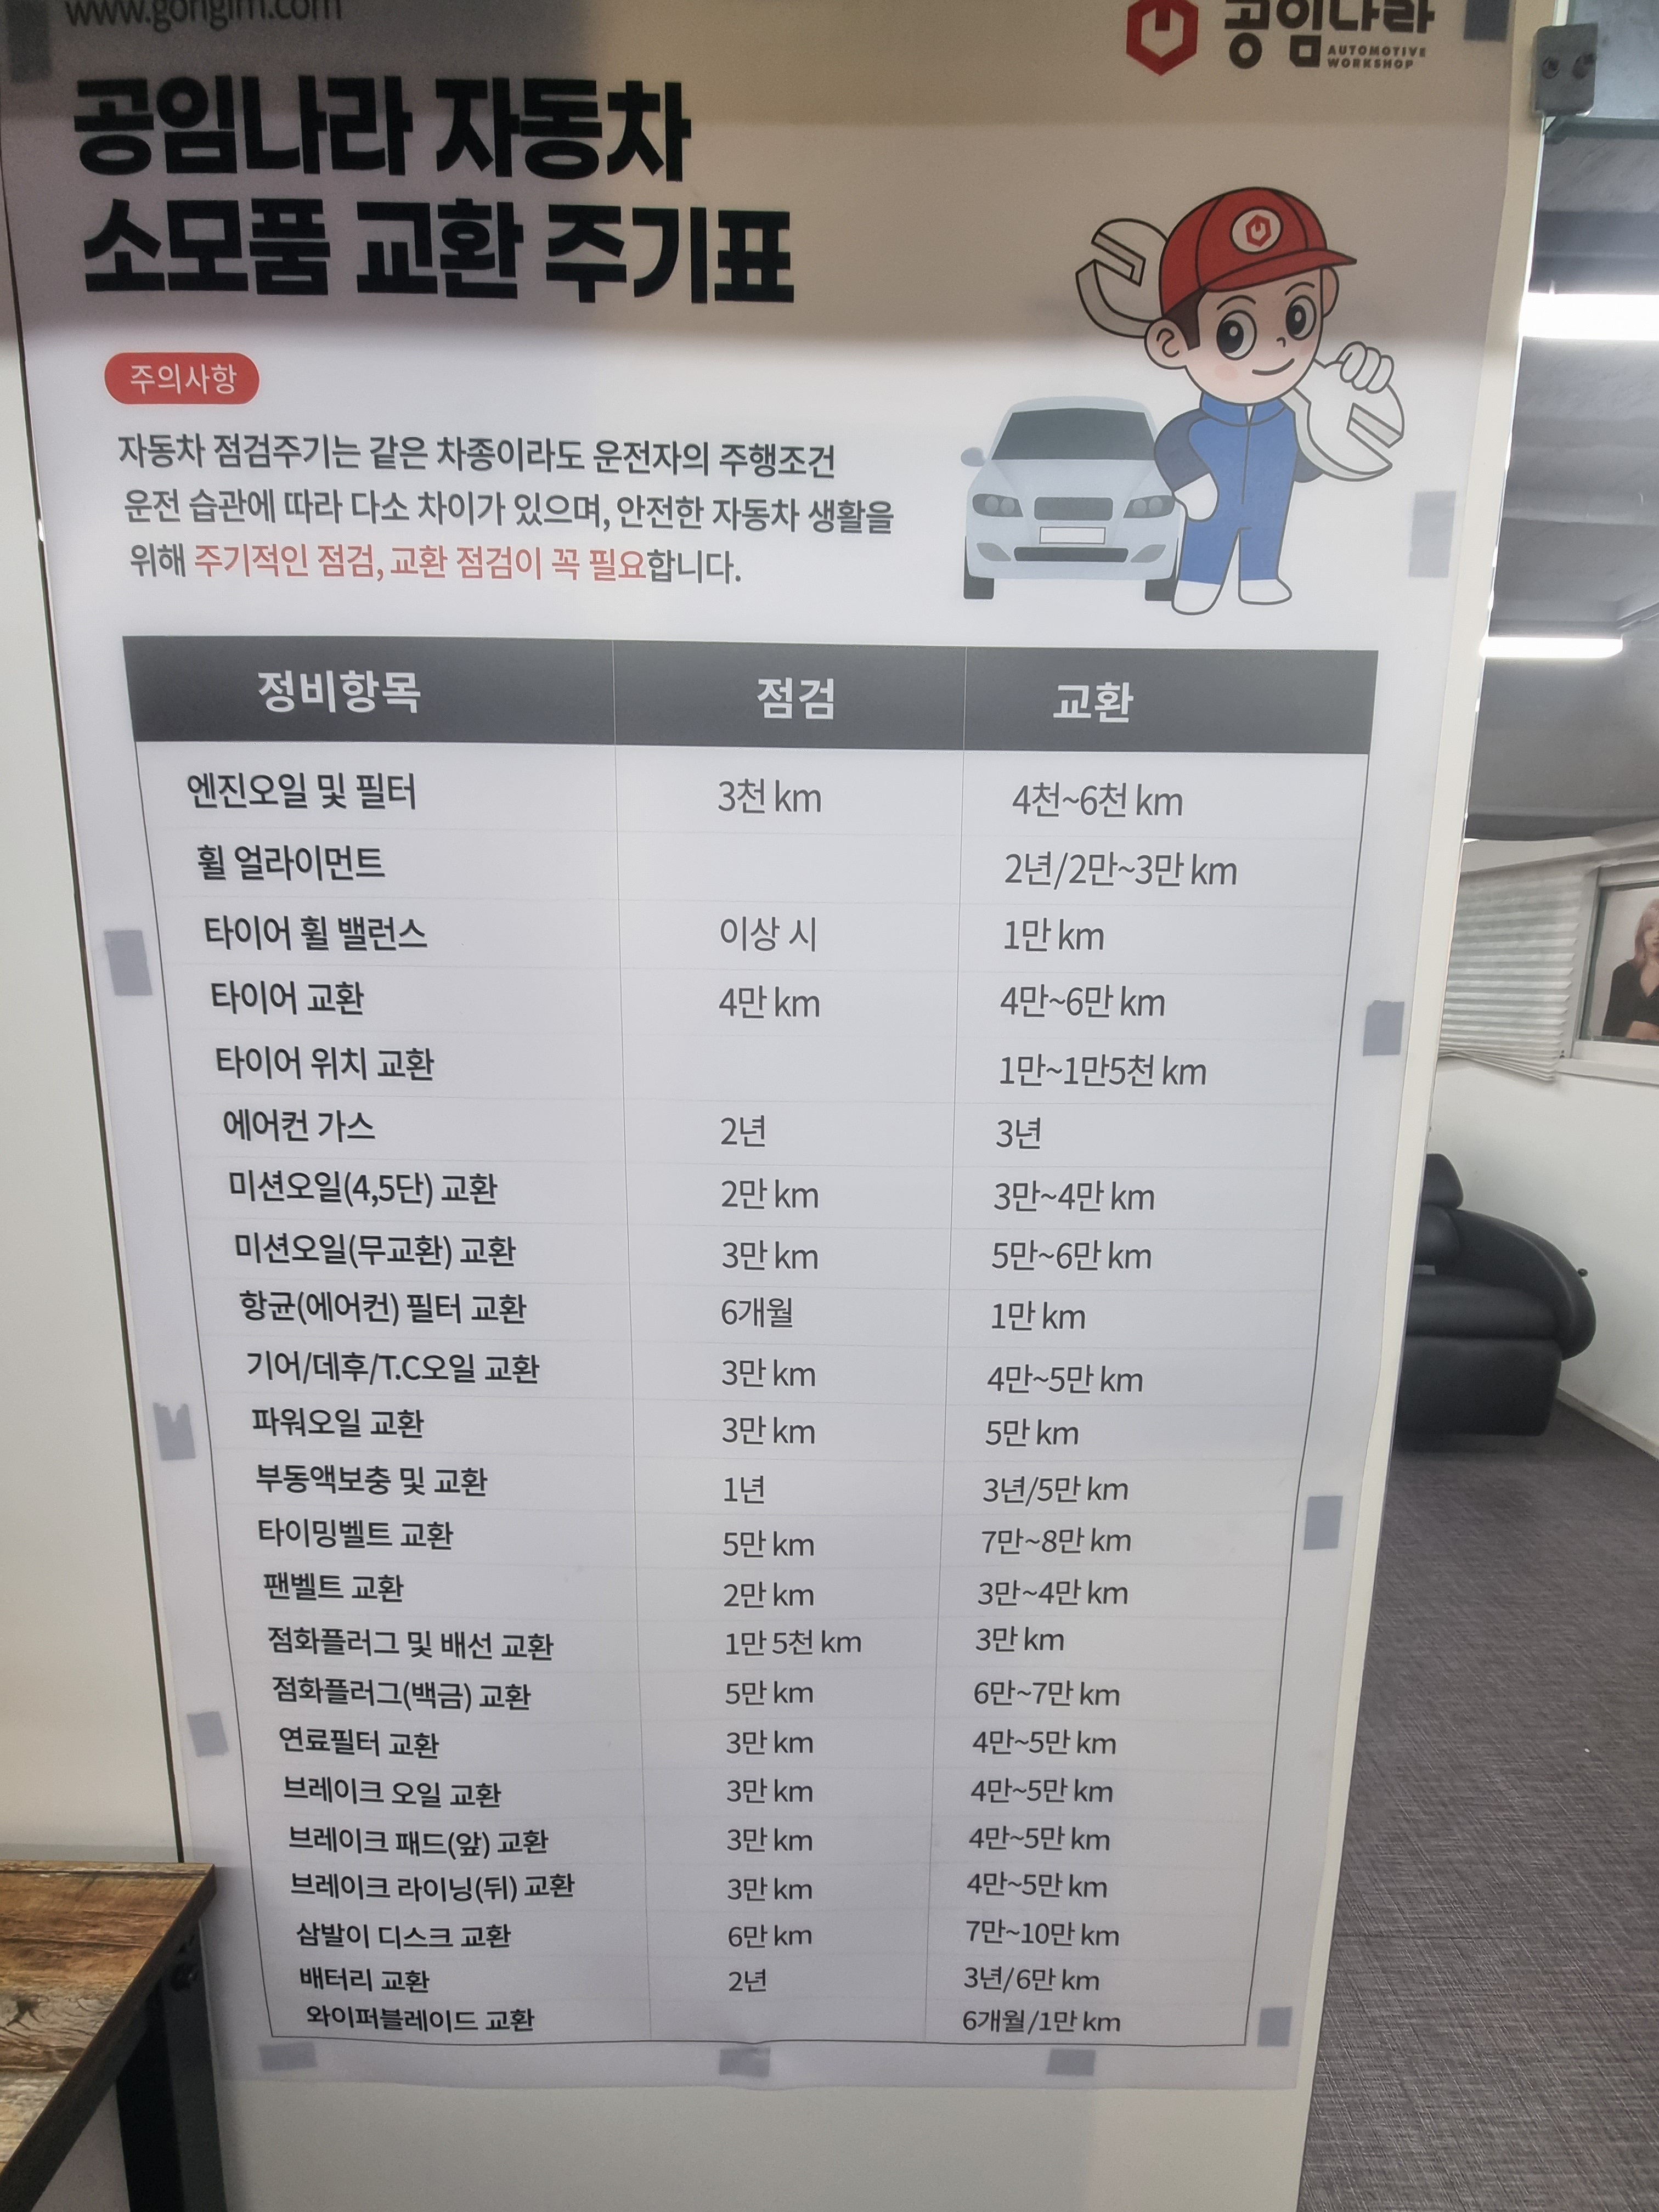 www.gongim.com
공임나라
AUTOMOTIVE
WORKSHOP
공임나라 자동차
소모품 교환 주기표
주의사항
자동차 점검주기는 같은 차종이라도 운전자의 주행조건
운전 습관에 따라 다소 차이가 있으며, 안전한 자동차 생활을
위해 주기적인 점검, 교환 점검이 꼭 필요합니다.
정비항목 점검 교환
엔진오일 및 필터 3천 km 4천~6천 km
휠 얼라이먼트 2년/2만~3만 km
타이어 휠 밸런스 이상 시 1만 km
타이어 교환 4만 km 4만~6만 km
타이어 위치 교환 1만~1만5천 km
에어컨 가스 2년 3년
미션오일(4,5단) 교환 2만 km 3만~4만 km
미션오일(무교환) 교환 3만 km 5만~6만 km
항균(에어컨) 필터 교환 6개월 1만 km
기어/데후/T.C오일 교환 3만 km 4만~5만 km
파워오일 교환 3만 km 5만 km
부동액보충 및 교환 1년 3년/5만 km
타이밍벨트 교환 5만 km 7만~8만 km
팬벨트 교환 2만 km 3만~4만 km
점화플러그 및 배선 교환 1만 5천 km 3만 km
점화플러그(백금) 교환 5만 km 6만~7만 km
연료필터 교환 3만 km 4만~5만 km
브레이크 오일 교환 3만 km 4만~5만 km
브레이크 패드(앞) 교환 3만 km 4만~5만 km
브레이크 라이닝(뒤) 교환 3만 km 4만~5만 km
삼발이 디스크 교환 6만 km 7만~10만 km
배터리 교환 2년 3년/6만 km
와이퍼블레이드 교환 6개월/1만 km